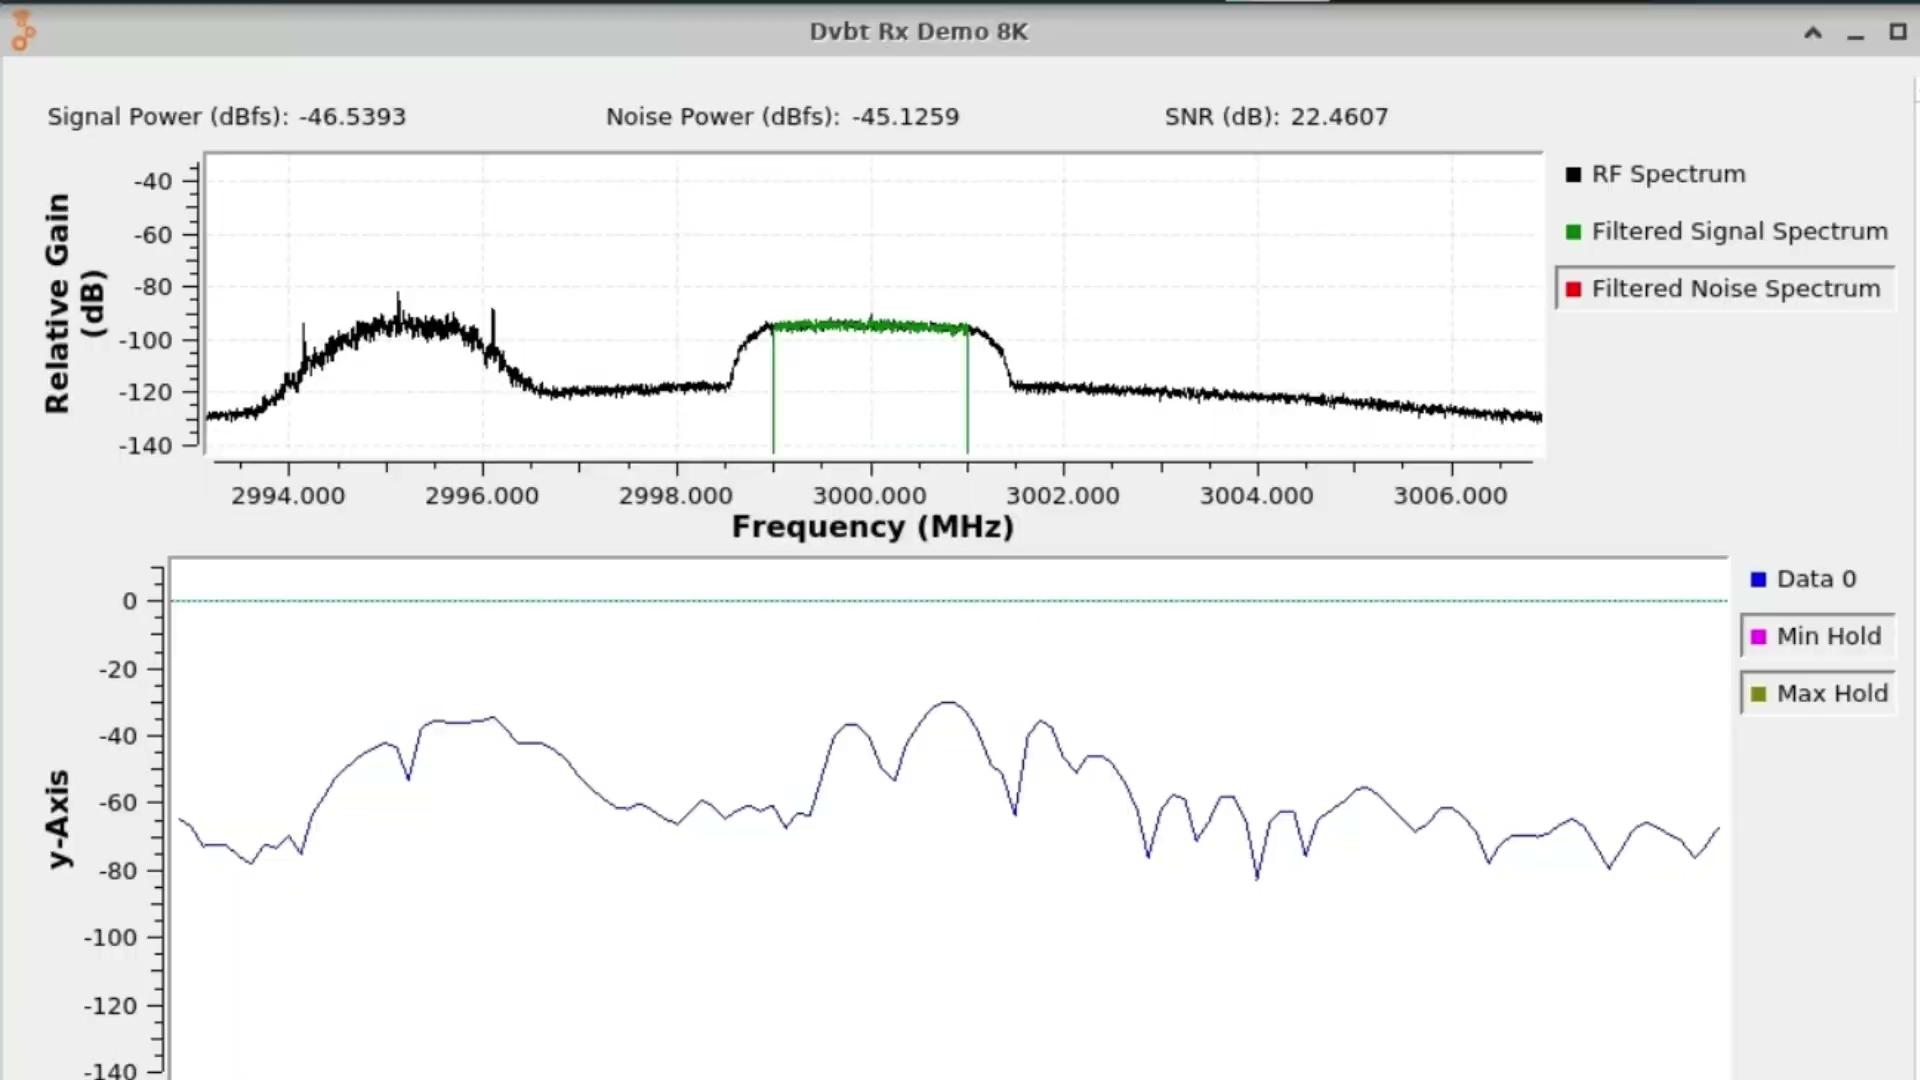 Dvbt Rx Demo 8K
Signal Power (dBfs): -46.5393
Noise Power (dBfs): -45.1259
SNR (dB): 22.4607
Relative Gain
(dB)
-40
-60
-80
-100
-120
-140
2994.000
2996.000
2998.000
3000.000
3002.000
3004.000
3006.000
Frequency (MHz)
RF Spectrum
Filtered Signal Spectrum
Filtered Noise Spectrum
y-Axis
0
-20
-40
-60
-80
-100
-120
-140
Data 0
Min Hold
Max Hold